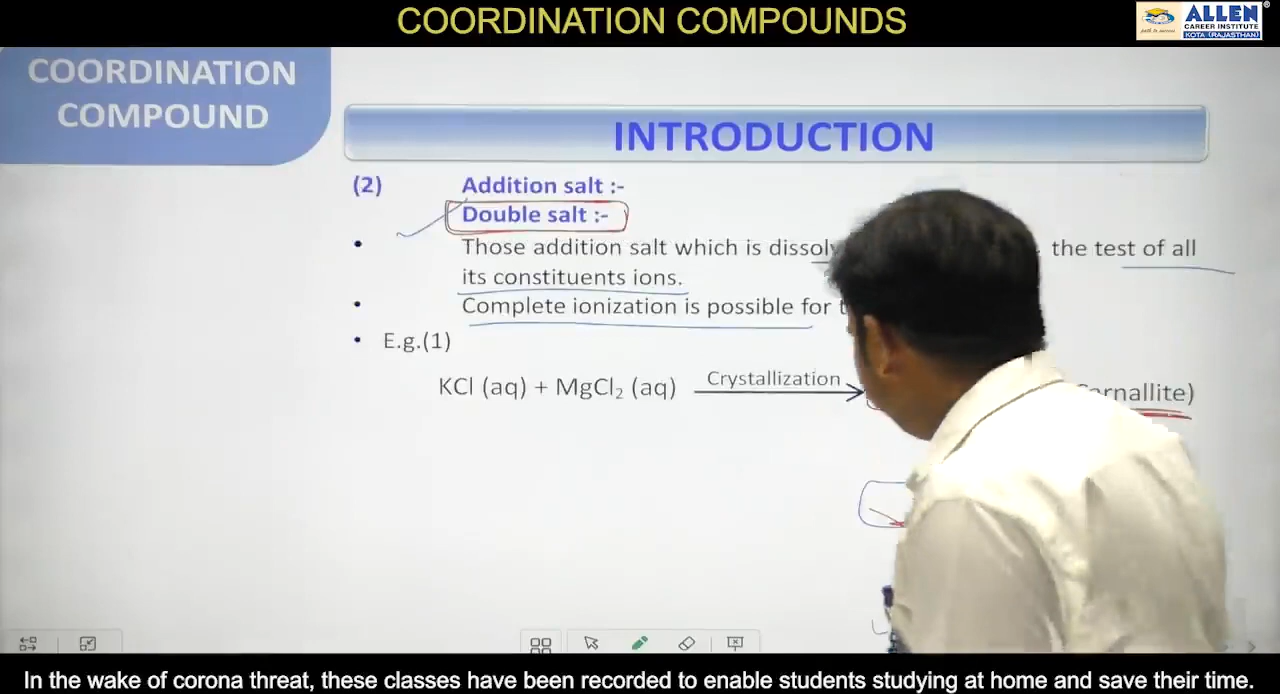 COORDINATION COMPOUNDS
ALLEN
CAREER INSTITUTE
KOTA (RAJASTHAN)
COORDINATION
COMPOUND
INTRODUCTION
(2) Addition salt :-
Double salt :-
• Those addition salt which is the test of all
its constituents ions.
• Complete ionization is possible for
• E.g.(1)
KCl (aq) + MgCl₂ (aq) Crystallization
In the wake of corona threat, these classes have been recorded to enable students studying at home and save their time.